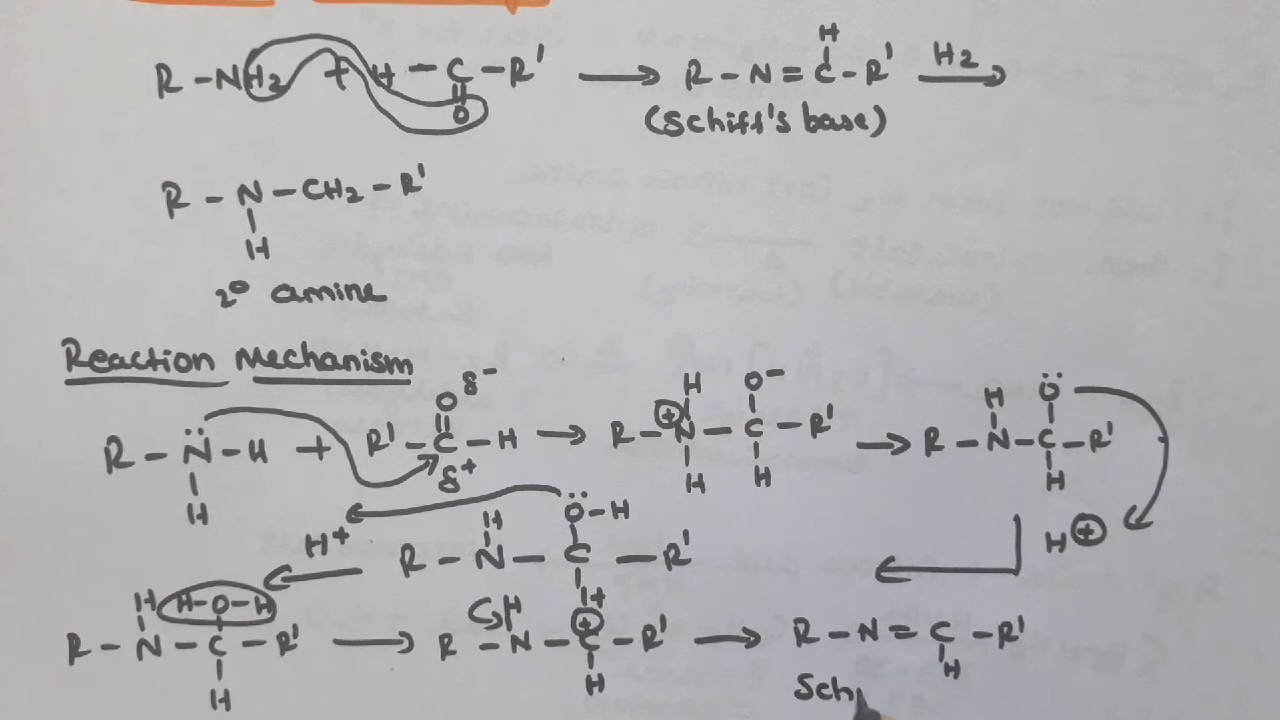 R-NH2 + H-C-R' → R-N=C-R' H2 →
O
H
(Schiff's base)
R-N-CH2-R'
H
2° amine
Reaction Mechanism
R-N̈-H + R'-C-H → R-N-C-R' → R-N-C-R'
H
O δ-
δ+
H O-
⊕
H H
H Ö
H
H⊕
H+
R-N-C-R'
H Ö-H
H
R-N-C-R' → R-N-C-R' → R-N=C-R'
H H-O-H
H
H ⊕
H
H
Sch